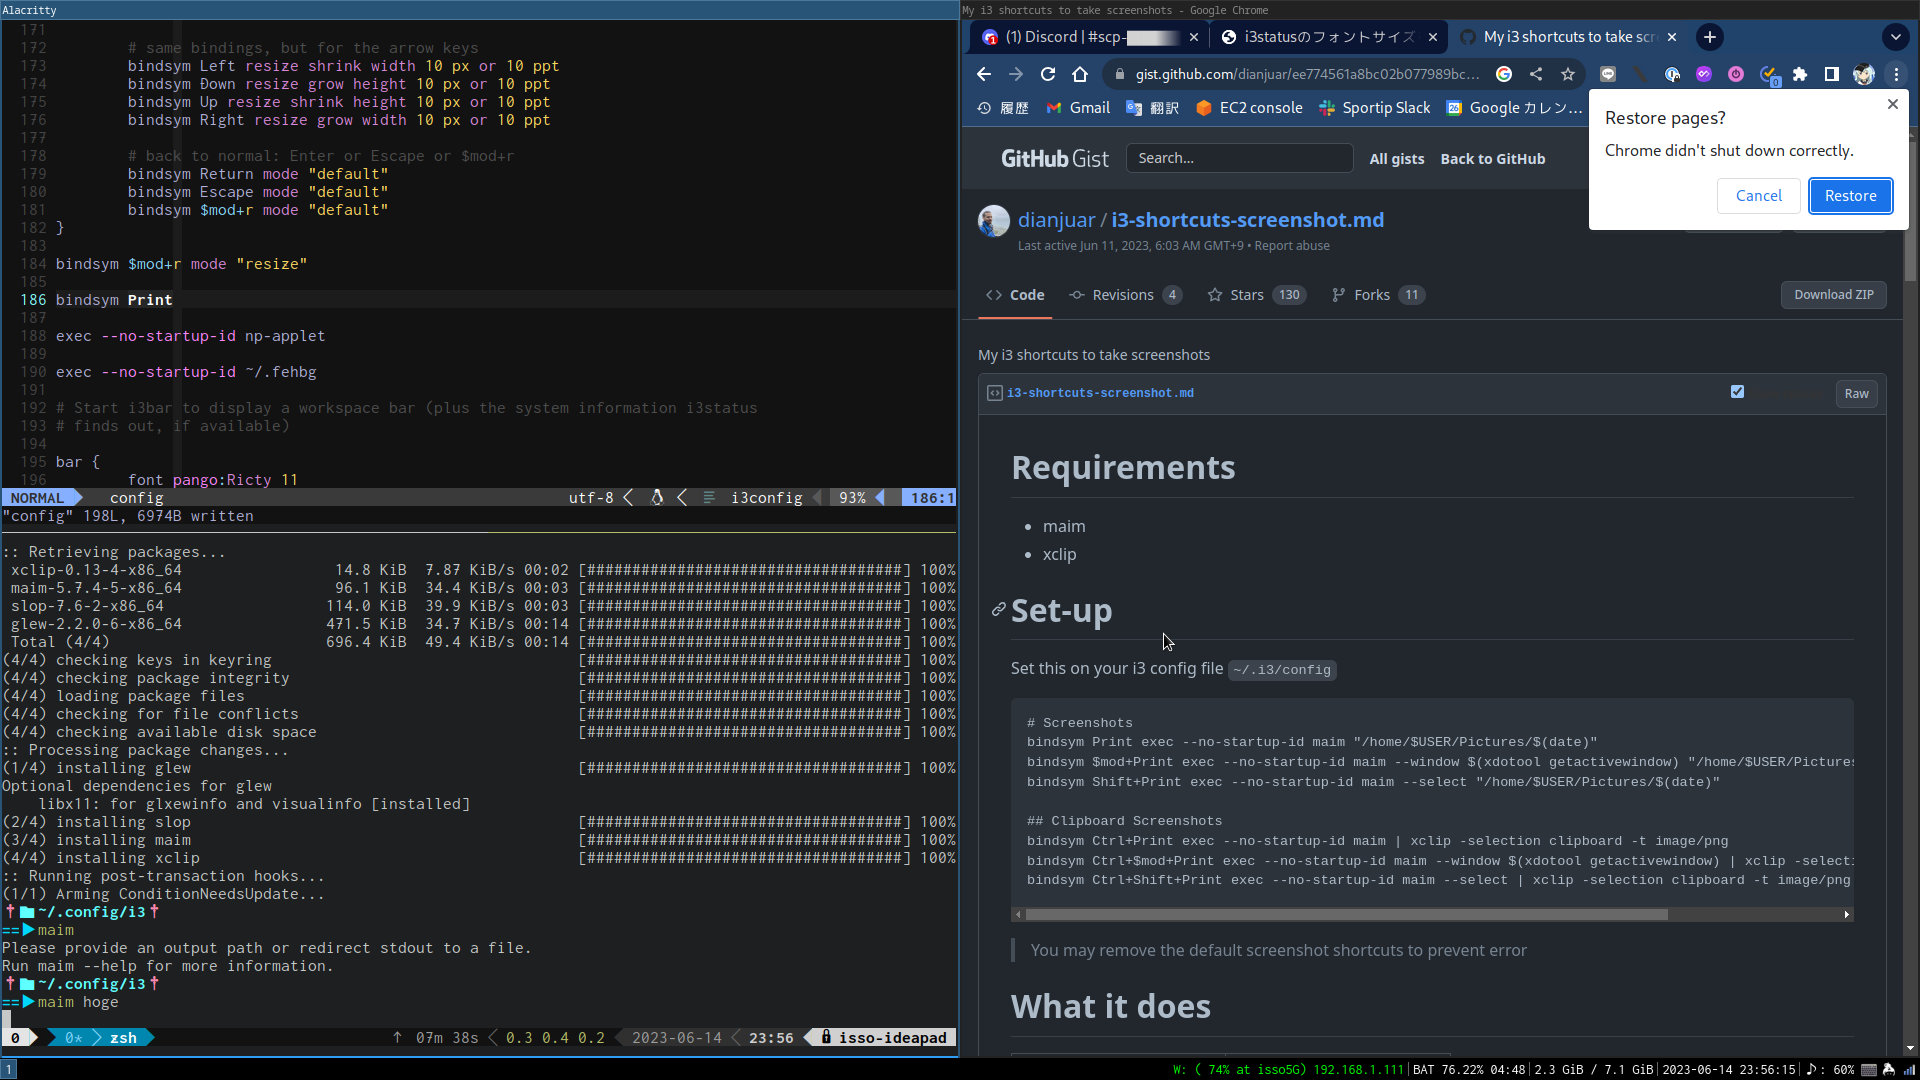 Alacritty
171
172 # same bindings, but for the arrow keys
173 bindsym Left resize shrink width 10 px or 10 ppt
174 bindsym Down resize grow height 10 px or 10 ppt
175 bindsym Up resize shrink height 10 px or 10 ppt
176 bindsym Right resize grow width 10 px or 10 ppt
177
178 # back to normal: Enter or Escape or $mod+r
179 bindsym Return mode "default"
180 bindsym Escape mode "default"
181 bindsym $mod+r mode "default"
182 }
183
184 bindsym $mod+r mode "resize"
185
186 bindsym Print
187
188 exec --no-startup-id np-applet
189
190 exec --no-startup-id ~/.fehbg
191
192 # Start i3bar to display a workspace bar (plus the system information i3status
193 # finds out, if available)
194
195 bar {
196 font pango:Ricty 11
NORMAL config utf-8 i3config 93% 186:1
"config" 198L, 6974B written
:: Retrieving packages...
xclip-0.13-4-x86_64 14.8 KiB 7.87 KiB/s 00:02 [###################################] 100%
maim-5.7.4-5-x86_64 96.1 KiB 34.4 KiB/s 00:03 [###################################] 100%
slop-7.6-2-x86_64 114.0 KiB 39.9 KiB/s 00:03 [###################################] 100%
glew-2.2.0-6-x86_64 471.5 KiB 34.7 KiB/s 00:14 [###################################] 100%
Total (4/4) 696.4 KiB 49.4 KiB/s 00:14 [###################################] 100%
(4/4) checking keys in keyring [###################################] 100%
(4/4) checking package integrity [###################################] 100%
(4/4) loading package files [###################################] 100%
(4/4) checking for file conflicts [###################################] 100%
(4/4) checking available disk space [###################################] 100%
:: Processing package changes...
(1/4) installing glew [###################################] 100%
Optional dependencies for glew
libx11: for glxewinfo and visualinfo [installed]
(2/4) installing slop [###################################] 100%
(3/4) installing maim [###################################] 100%
(4/4) installing xclip [###################################] 100%
:: Running post-transaction hooks...
(1/1) Arming ConditionNeedsUpdate...
† ~/.config/i3 †
==▶maim
Please provide an output path or redirect stdout to a file.
Run maim --help for more information.
† ~/.config/i3 †
==▶maim hoge
0 0* zsh ↑ 07m 38s 0.3 0.4 0.2 2023-06-14 23:56 isso-ideapad
My i3 shortcuts to take screenshots - Google Chrome
(1) Discord | #scp-
i3statusのフォントサイズ
My i3 shortcuts to take scr
gist.github.com/dianjuar/ee774561a8bc02b077989bc...
履歴 Gmail 翻訳 EC2 console Sportip Slack Google カレン...
Restore pages?
Chrome didn't shut down correctly.
Cancel Restore
GitHub Gist Search... All gists Back to GitHub
dianjuar / i3-shortcuts-screenshot.md
Last active Jun 11, 2023, 6:03 AM GMT+9 • Report abuse
Code Revisions 4 Stars 130 Forks 11 Download ZIP
My i3 shortcuts to take screenshots
i3-shortcuts-screenshot.md Raw
Requirements
• maim
• xclip
Set-up
Set this on your i3 config file ~/.i3/config
# Screenshots
bindsym Print exec --no-startup-id maim "/home/$USER/Pictures/$(date)"
bindsym $mod+Print exec --no-startup-id maim --window $(xdotool getactivewindow) "/home/$USER/Pictures
bindsym Shift+Print exec --no-startup-id maim --select "/home/$USER/Pictures/$(date)"
## Clipboard Screenshots
bindsym Ctrl+Print exec --no-startup-id maim | xclip -selection clipboard -t image/png
bindsym Ctrl+$mod+Print exec --no-startup-id maim --window $(xdotool getactivewindow) | xclip -selecti
bindsym Ctrl+Shift+Print exec --no-startup-id maim --select | xclip -selection clipboard -t image/png
You may remove the default screenshot shortcuts to prevent error
What it does
1 W: ( 74% at isso5G) 192.168.1.111 BAT 76.22% 04:48 2.3 GiB / 7.1 GiB 2023-06-14 23:56:15 ♪: 60%